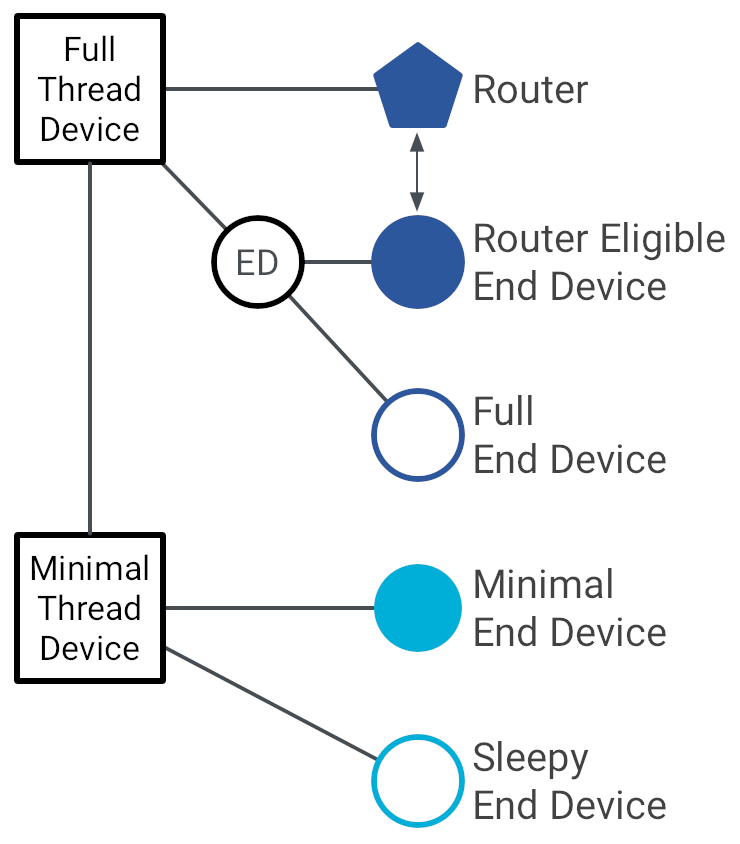 Full
Thread
Device
Router
ED
Router Eligible
End Device
Full
End Device
Minimal
Thread
Device
Minimal
End Device
Sleepy
End Device